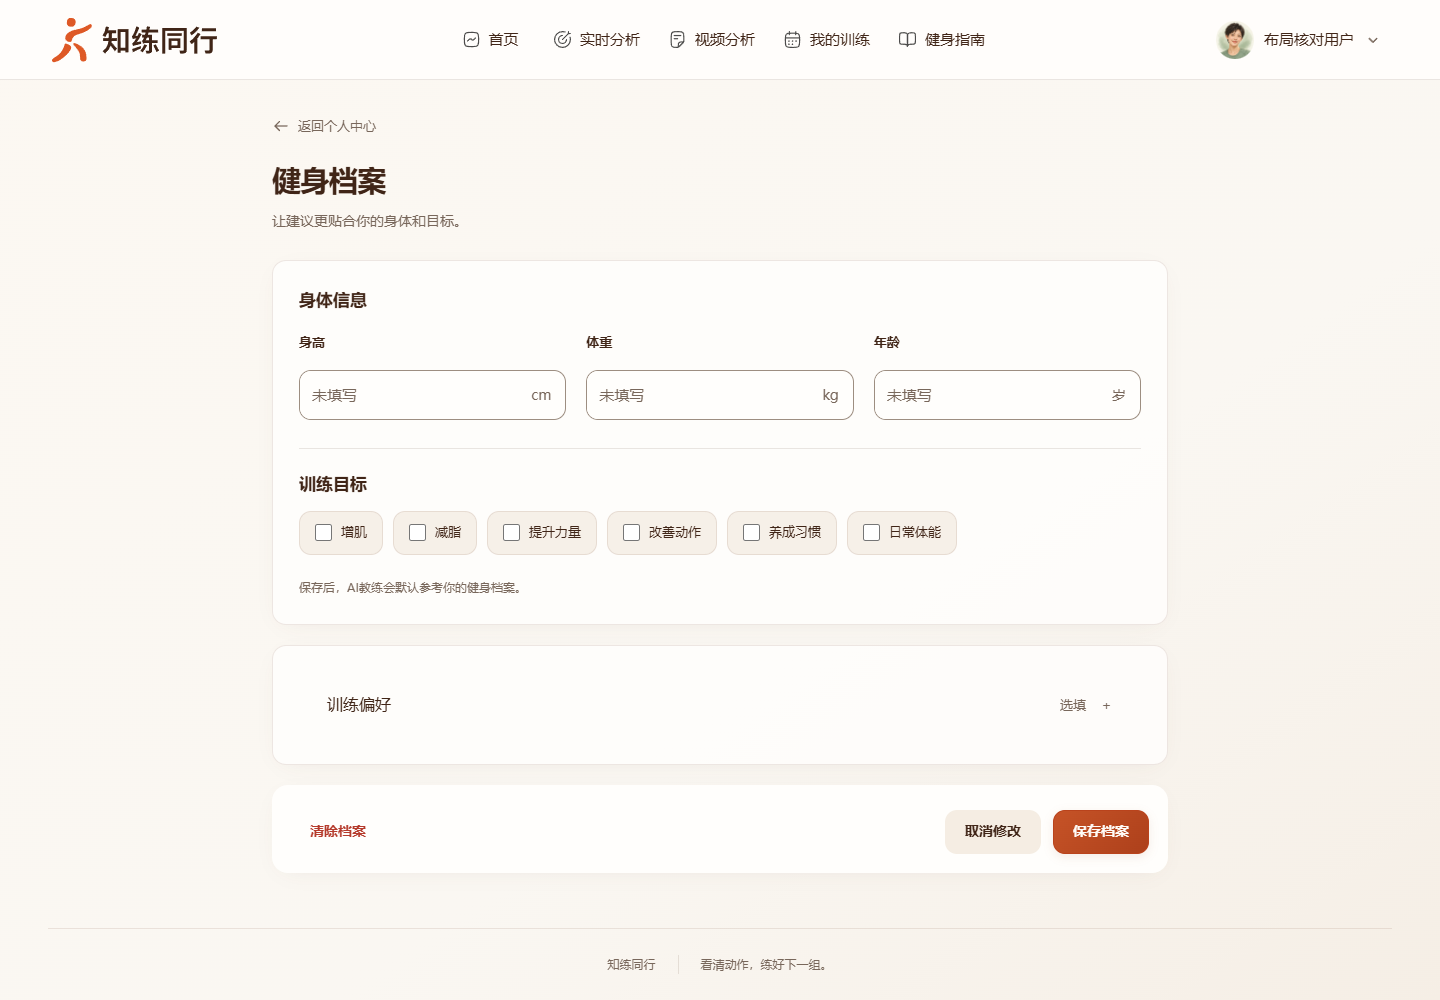 知练同行
首页
实时分析
视频分析
我的训练
健身指南
布局核对用户
返回个人中心
健身档案
让建议更贴合你的身体和目标。
身体信息
身高
体重
年龄
未填写 cm
未填写 kg
未填写 岁
训练目标
增肌
减脂
提升力量
改善动作
养成习惯
日常体能
保存后，AI教练会默认参考你的健身档案。
训练偏好
选填 +
清除档案
取消修改
保存档案
知练同行
看清动作，练好下一组。